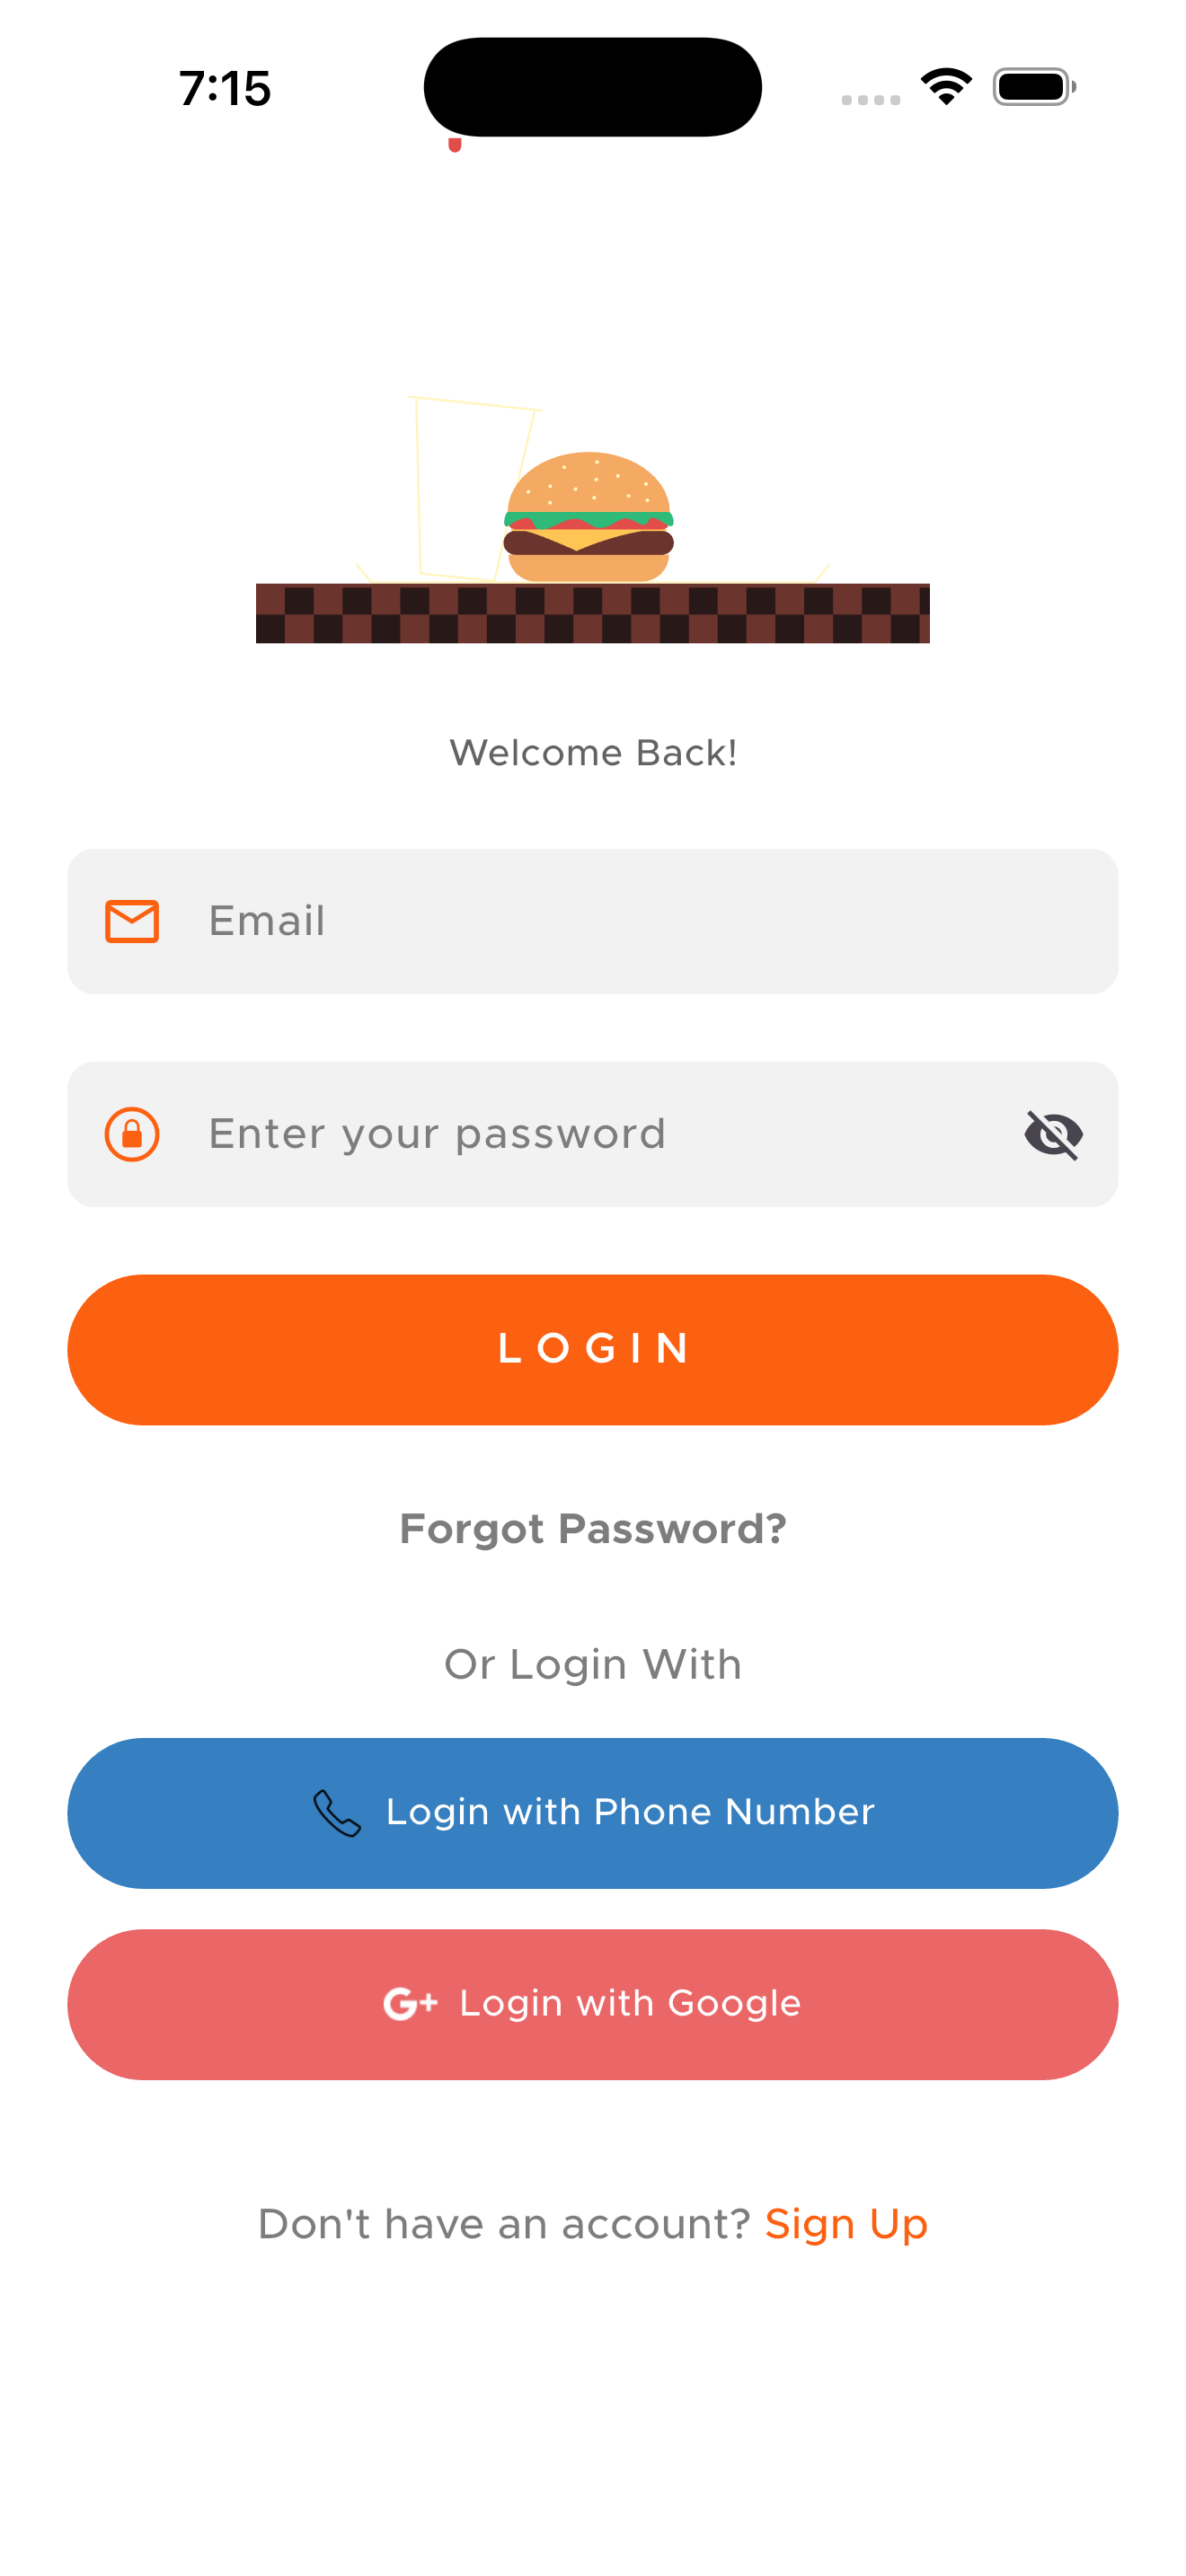 7:15
Welcome Back!
Email
Enter your password
LOGIN
Forgot Password?
Or Login With
Login with Phone Number
G+ Login with Google
Don't have an account? Sign Up